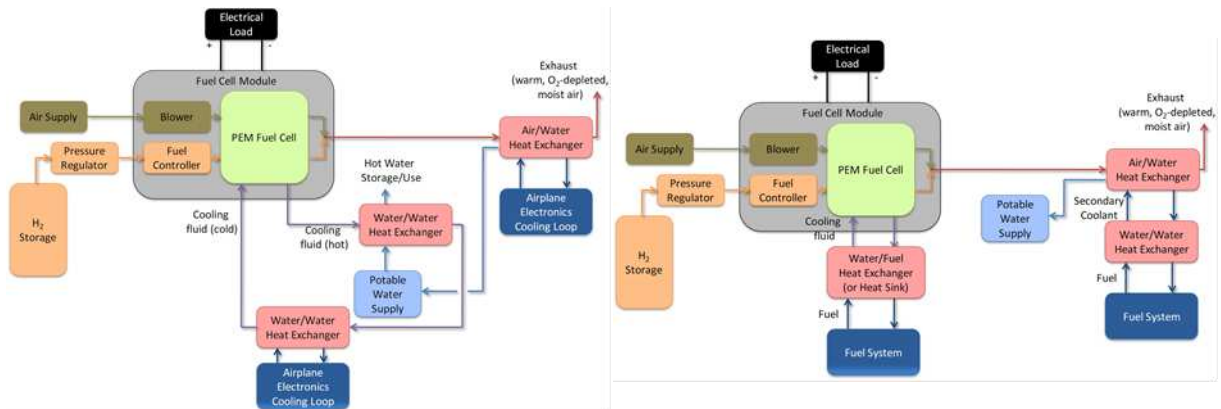 Electrical
Load
+
-
Fuel Cell Module
Exhaust
(warm, O₂-depleted,
moist air)
Air Supply
Blower
PEM Fuel Cell
Air/Water
Heat Exchanger
Pressure
Regulator
Fuel
Controller
Hot Water
Storage/Use
Airplane
Electronics
Cooling Loop
H₂
Storage
Cooling
fluid (cold)
Cooling
fluid (hot)
Water/Water
Heat Exchanger
Potable
Water
Supply
Water/Water
Heat Exchanger
Airplane
Electronics
Cooling Loop
Electrical
Load
+
-
Fuel Cell Module
Exhaust
(warm, O₂-depleted,
moist air)
Air Supply
Blower
PEM Fuel Cell
Air/Water
Heat Exchanger
Pressure
Regulator
Fuel
Controller
Potable
Water
Supply
Secondary
Coolant
H₂
Storage
Cooling
fluid
Water/Fuel
Heat Exchanger
(or Heat Sink)
Water/Water
Heat Exchanger
Fuel
Fuel System
Fuel
Fuel System